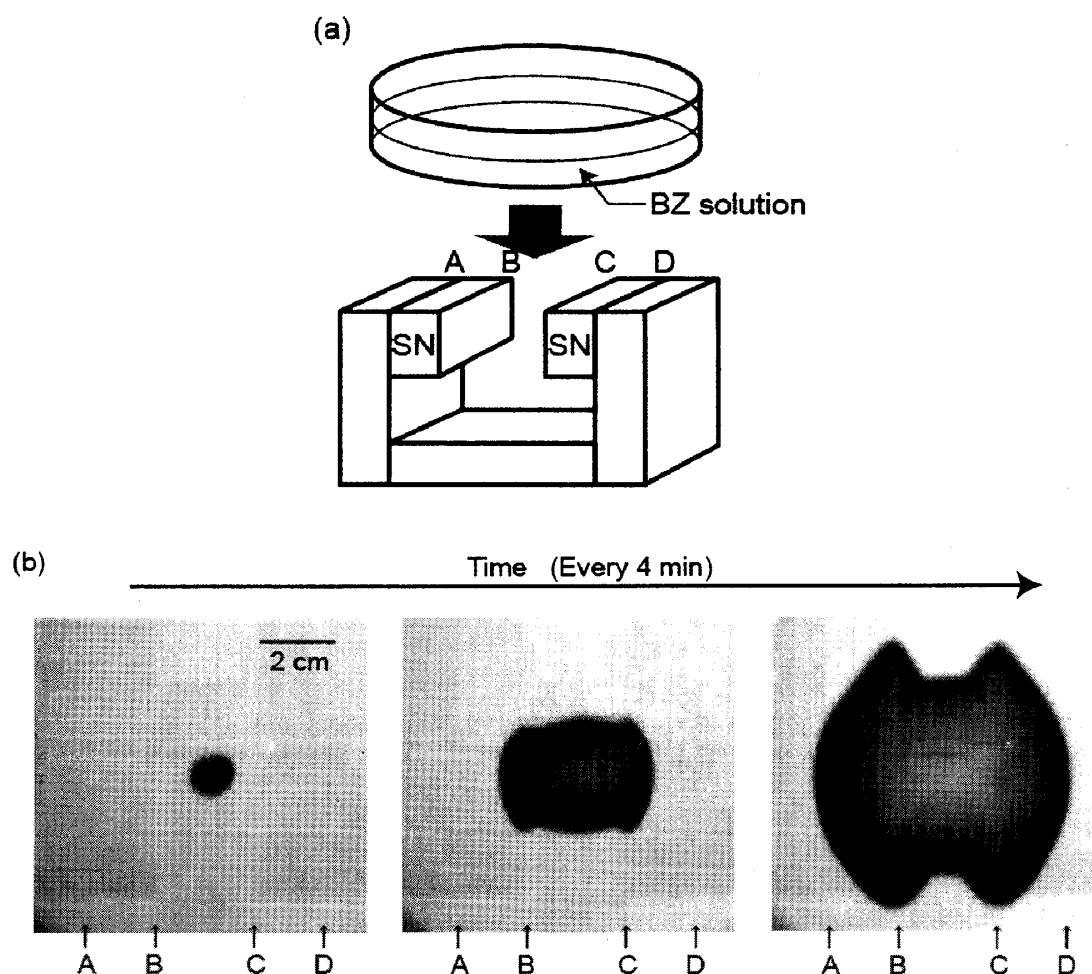 (a)
BZ solution
A B C D
SN SN
(b)
Time (Every 4 min)
2 cm
A B C D A B C D A B C D